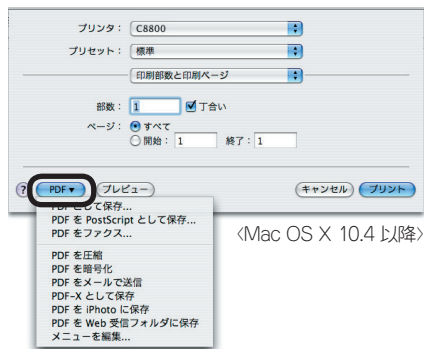 プリンタ： C8800
プリセット： 標準
印刷部数と印刷ページ
部数： 1 丁合い
ページ： すべて
開始： 1 終了： 1
? PDF▼ プレビュー キャンセル プリント
PDF として保存...
PDF を PostScript として保存...
PDF をファクス...
〈Mac OS X 10.4 以降〉
PDF を圧縮
PDF を暗号化
PDF をメールで送信
PDF-X として保存
PDF を iPhoto に保存
PDF を Web 受信フォルダに保存
メニューを編集...